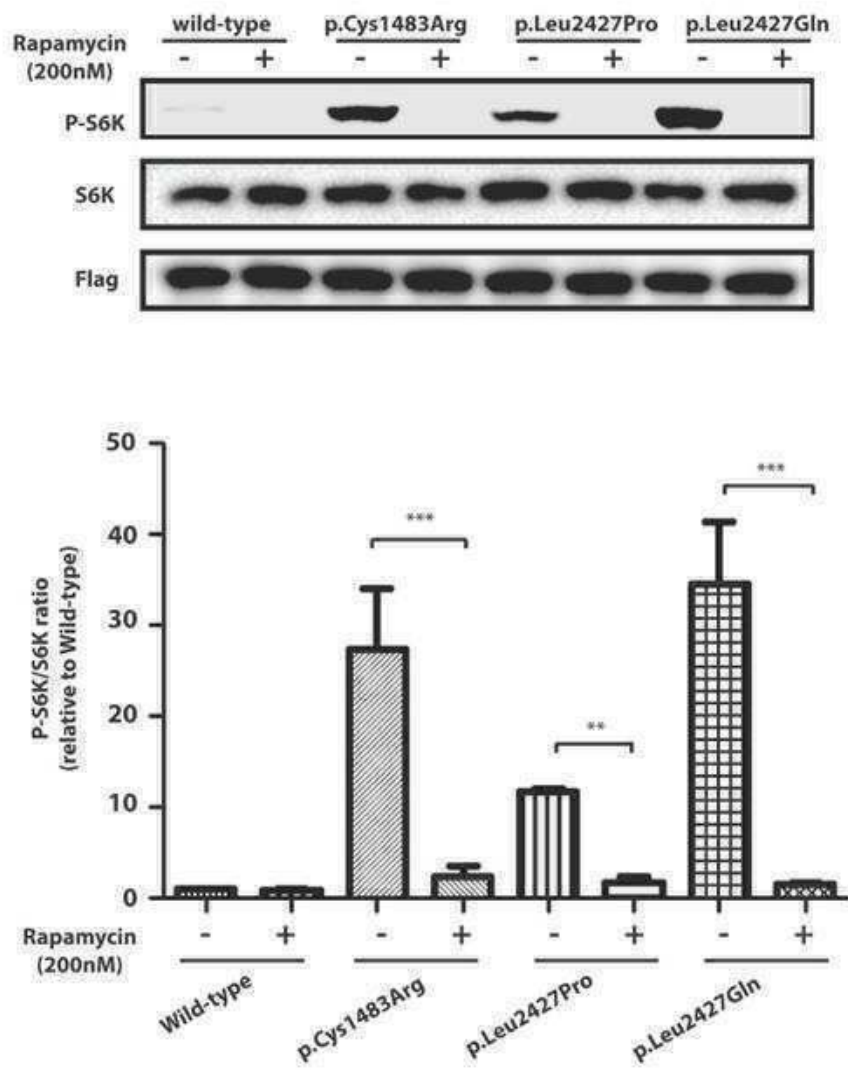 wild-type p.Cys1483Arg p.Leu2427Pro p.Leu2427Gln
Rapamycin
(200nM)
- + - + - + - +
P-S6K
S6K
Flag
50
40
30
20
10
0
P-S6K/S6K ratio
(relative to Wild-type)
***
**
***
Rapamycin
(200nM)
- + - + - + - +
Wild-type
p.Cys1483Arg
p.Leu2427Pro
p.Leu2427Gln